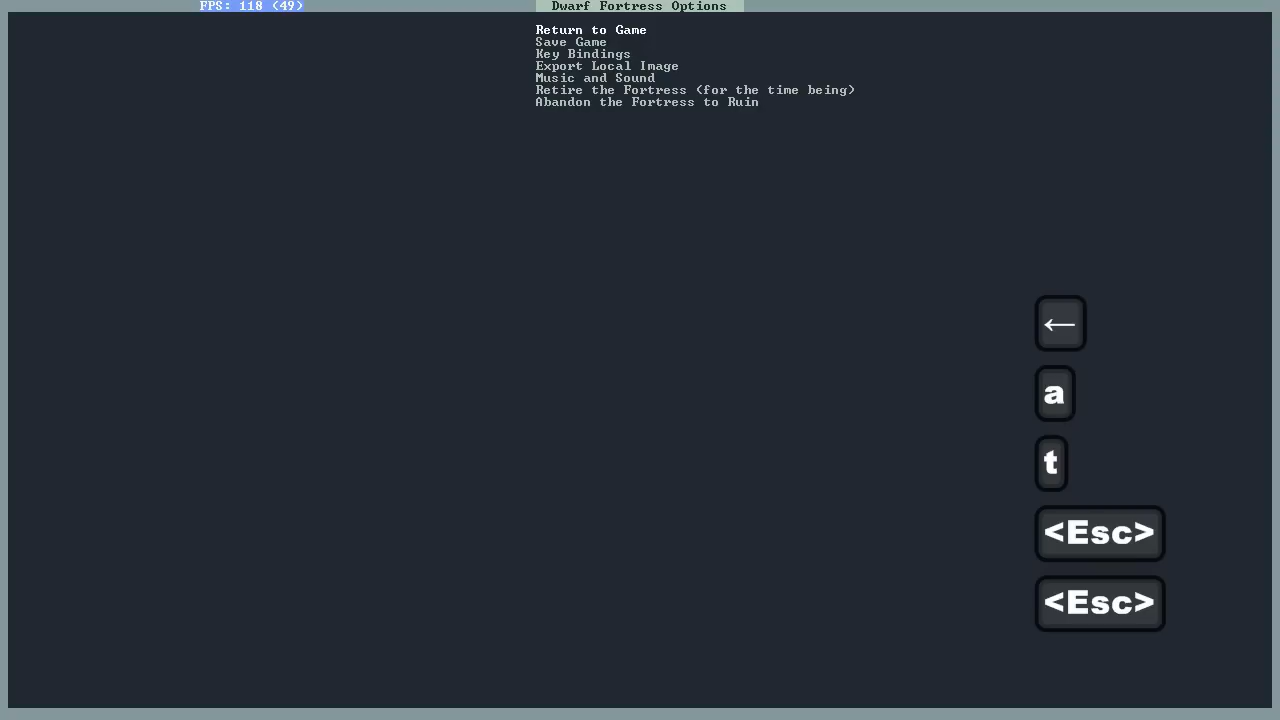 FPS: 118 (49)
Dwarf Fortress Options
Return to Game
Save Game
Key Bindings
Export Local Image
Music and Sound
Retire the Fortress (for the time being)
Abandon the Fortress to Ruin
←
a
t
<Esc>
<Esc>